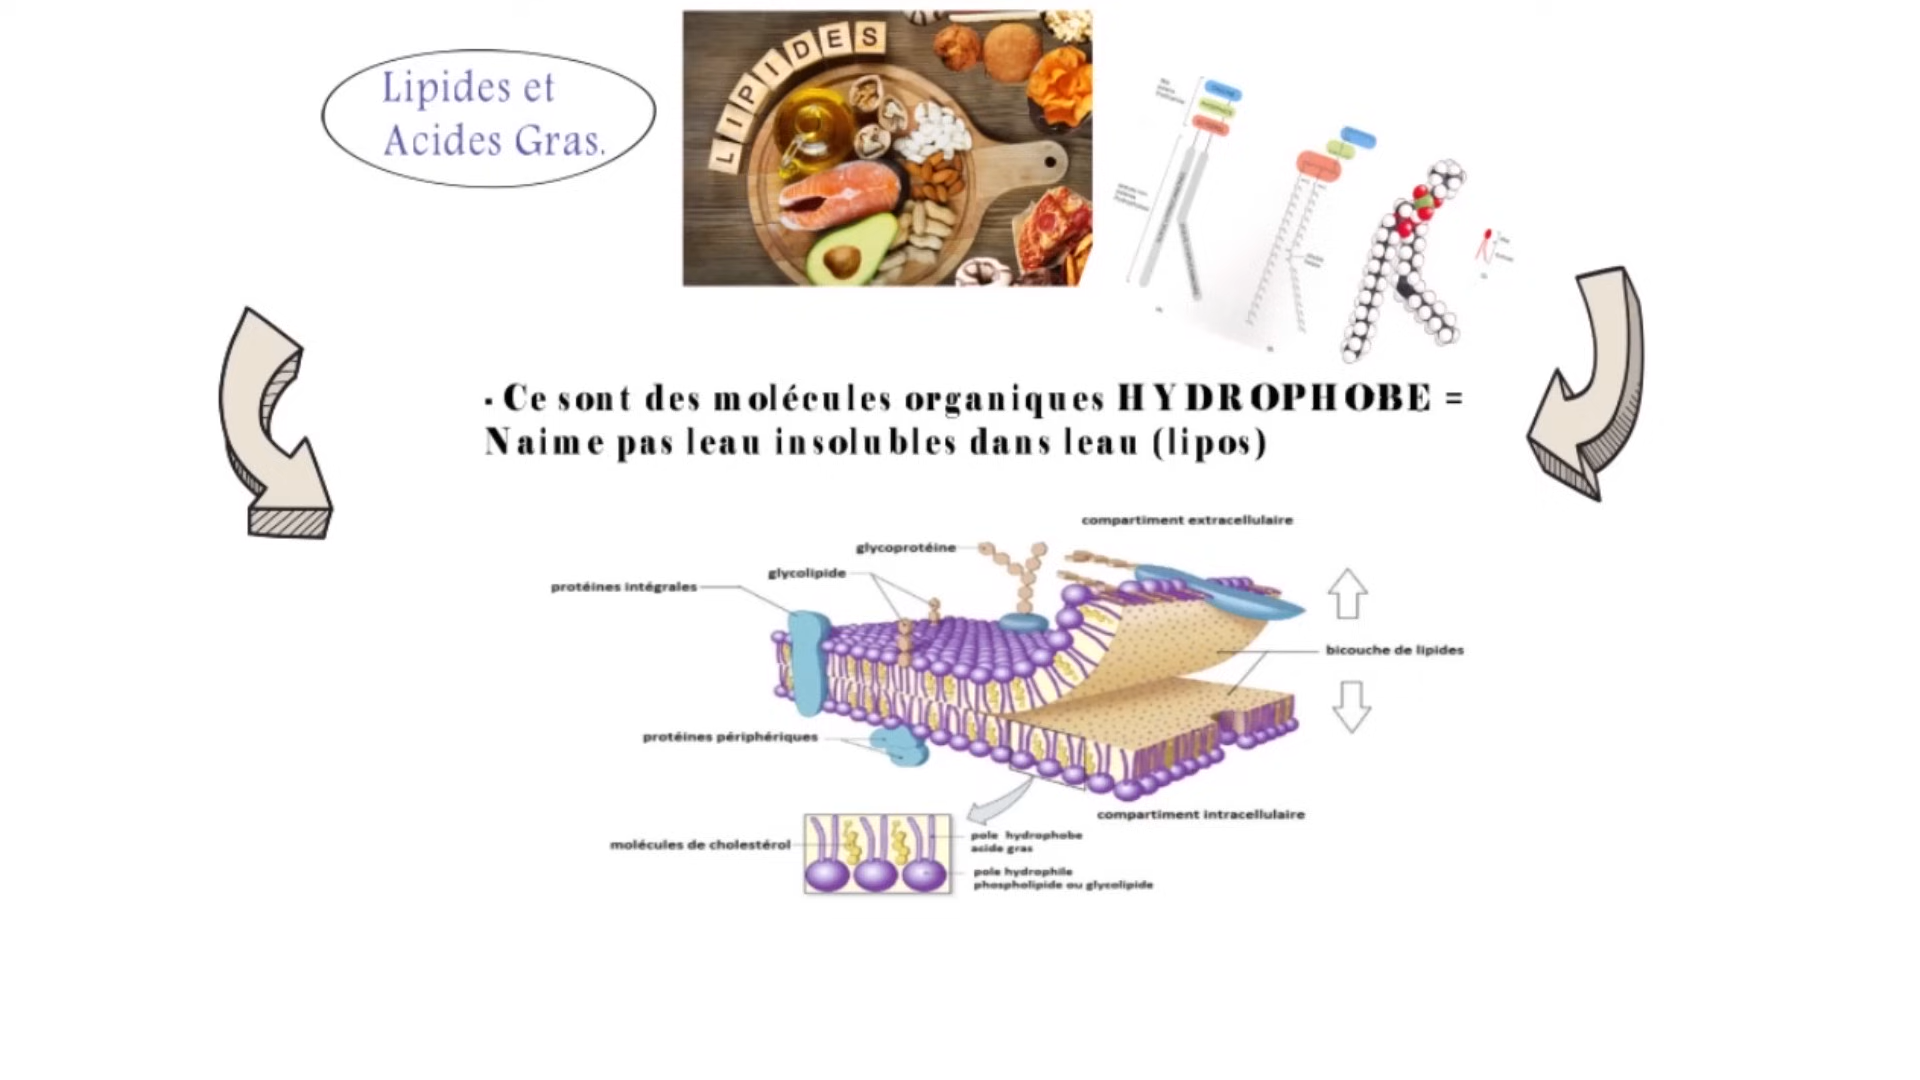 Lipides et
Acides Gras.
LIPIDES
- Ce sont des molécules organiques HYDROPHOBE =
Naime pas leau insolubles dans leau (lipos)
compartiment extracellulaire
glycoprotéine
glycolipide
protéines intégrales
bicouche de lipides
protéines périphériques
compartiment intracellulaire
molécules de cholestérol
pole hydrophobe
acide gras
pole hydrophile
phospholipide ou glycolipide